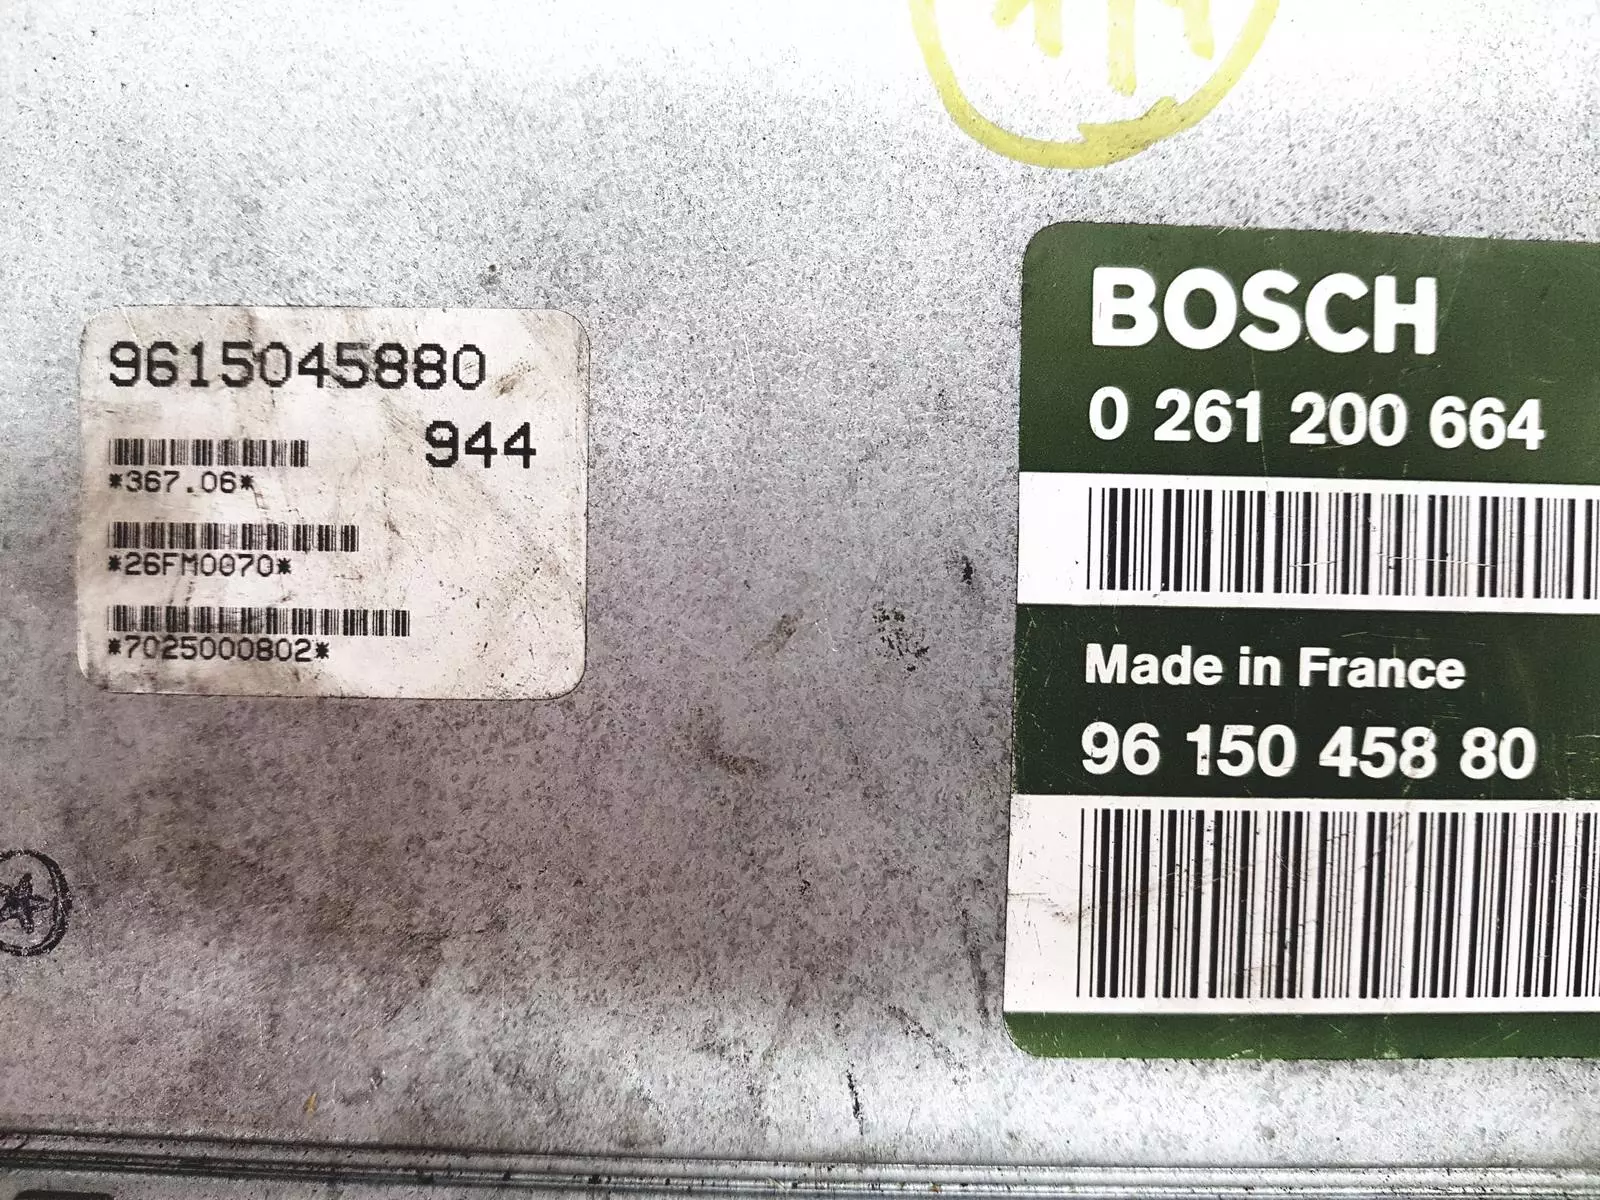 9615045880
944
*367.06*
*26FM0070*
*7025000802*
BOSCH
0 261 200 664
Made in France
96 150 458 80